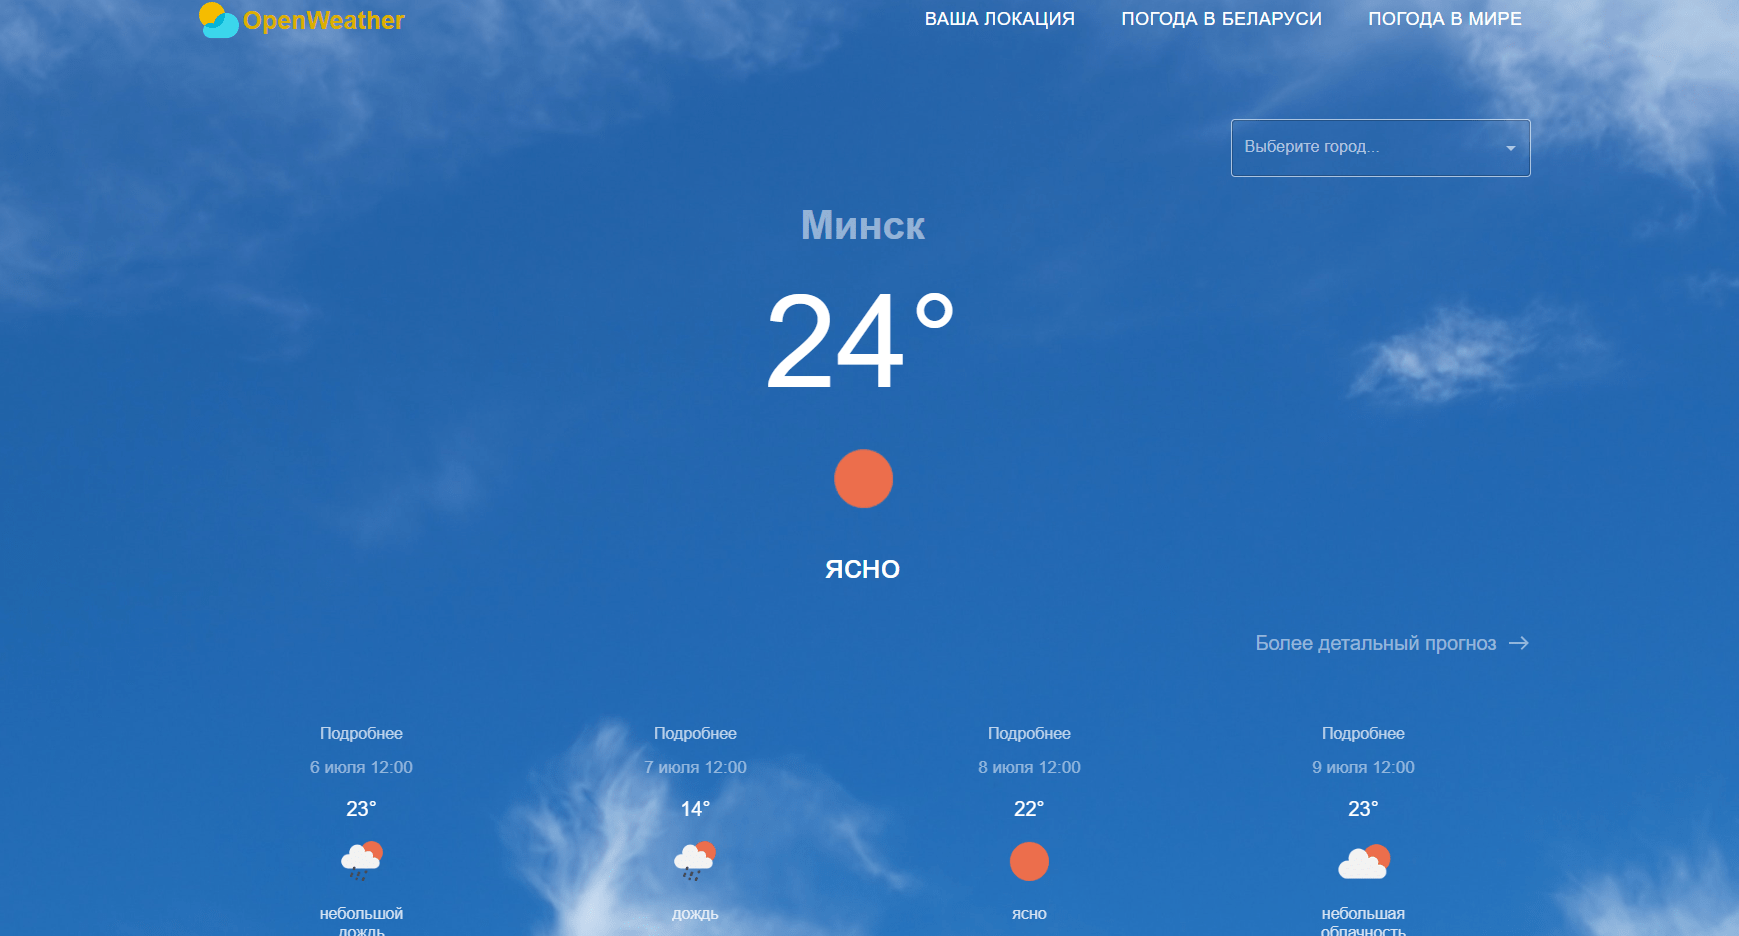 OpenWeather
ВАША ЛОКАЦИЯ
ПОГОДА В БЕЛАРУСИ
ПОГОДА В МИРЕ
Выберите город...
Минск
24°
ЯСНО
Более детальный прогноз
Подробнее
6 июля 12:00
23°
небольшой
дождь
Подробнее
7 июля 12:00
14°
дождь
Подробнее
8 июля 12:00
22°
ясно
Подробнее
9 июля 12:00
23°
небольшая
облачность